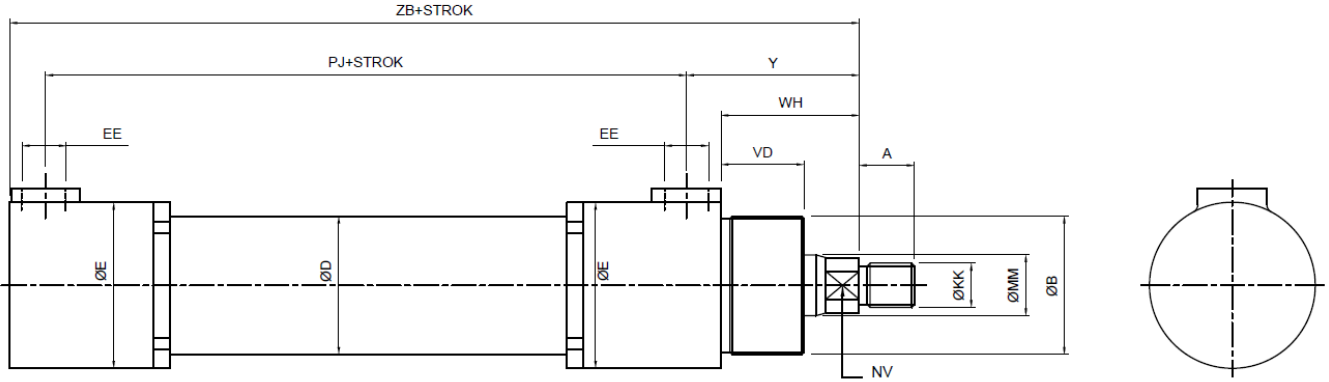 ZB+STROK
PJ+STROK
Y
WH
EE
EE
VD
A
ØE
ØD
ØE
ØKK
ØMM
ØB
NV